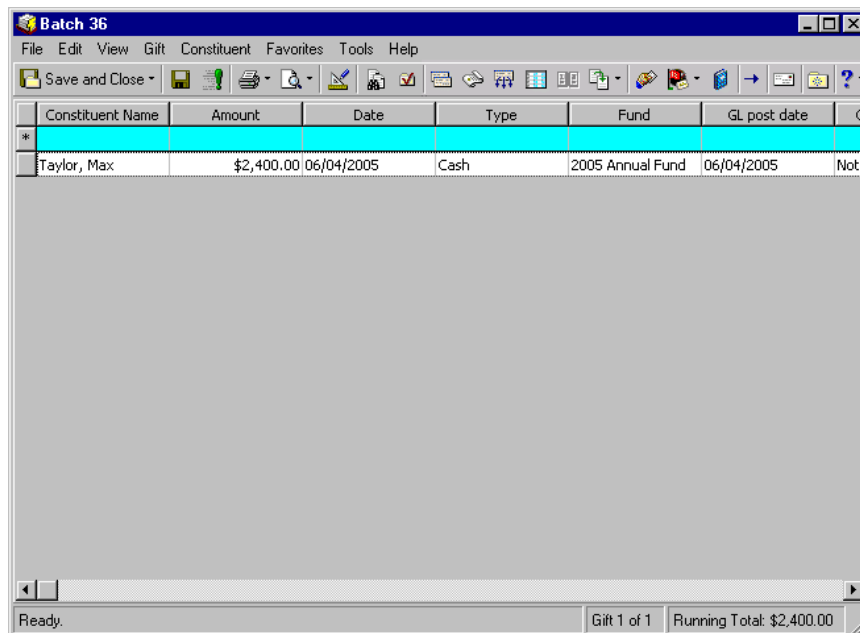 Batch 36
File Edit View Gift Constituent Favorites Tools Help
Save and Close
Constituent Name Amount Date Type Fund GL post date
*
Taylor, Max $2,400.00 06/04/2005 Cash 2005 Annual Fund 06/04/2005 Not
Ready. Gift 1 of 1 Running Total: $2,400.00